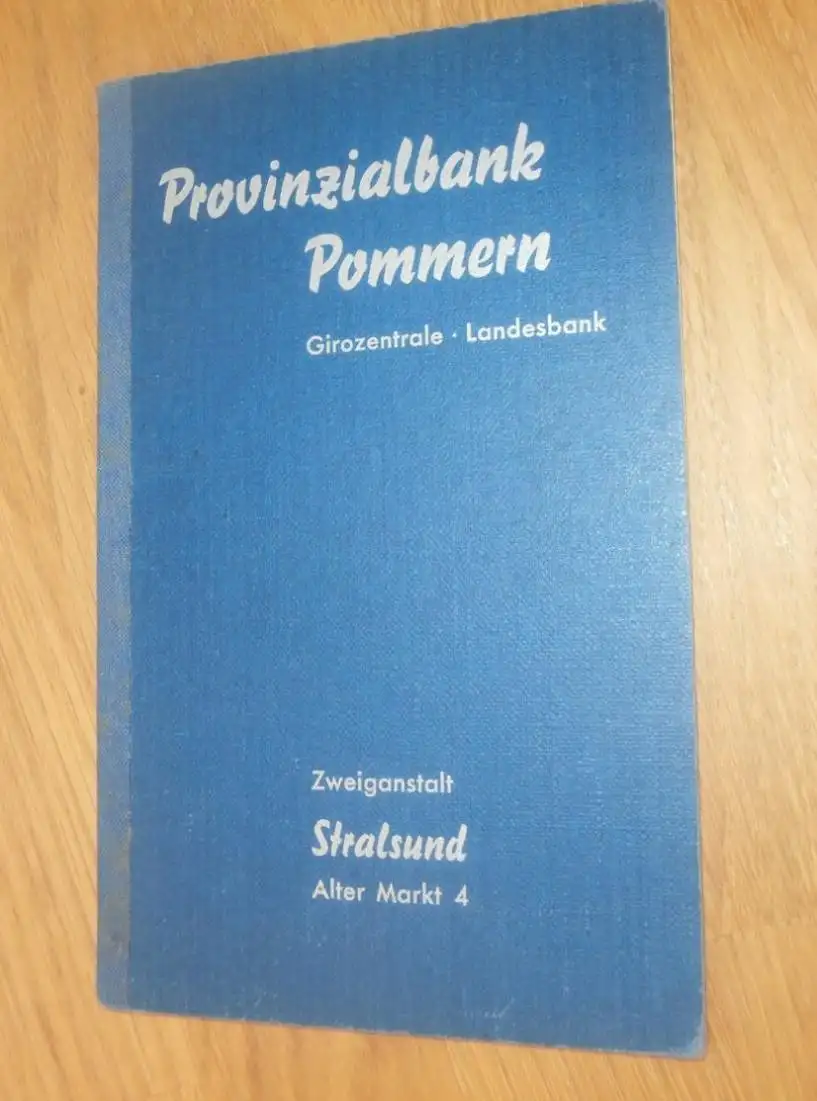 Provinzialbank
Pommern
Girozentrale · Landesbank
Zweiganstalt
Stralsund
Alter Markt 4